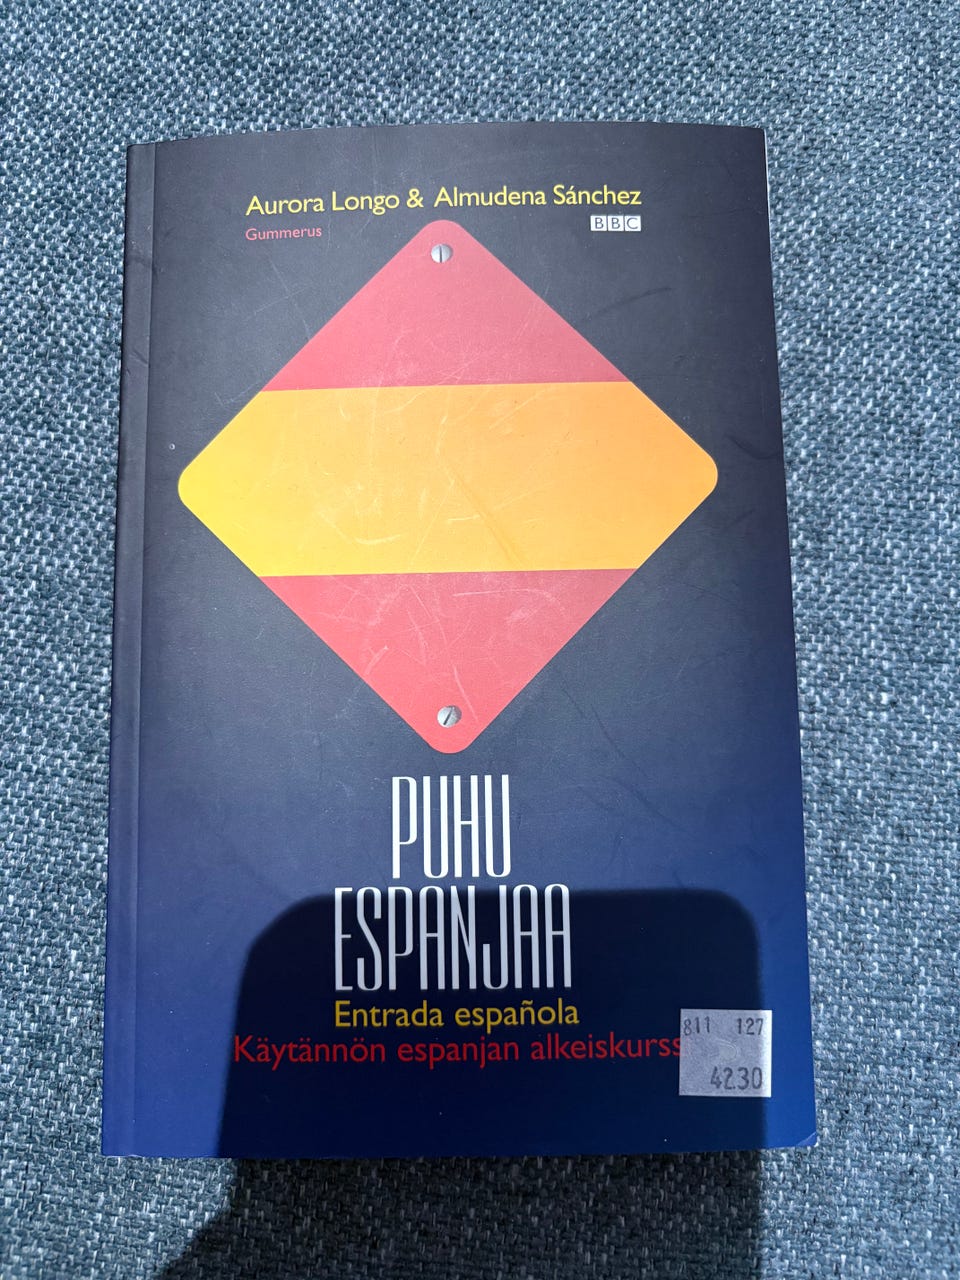 Aurora Longo & Almudena Sánchez
Gummerus
BBC
PUHU
ESPANJAA
Entrada española
Käytännön espanjan alkeiskurss
811 127
4230